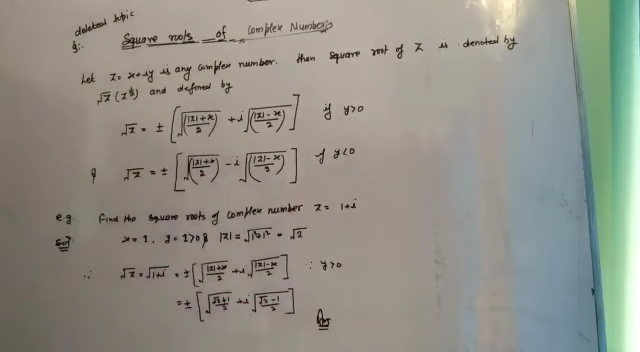 deleted topic
Q:. Square roots of Complex Numbers
Let Z = x+iy is any complex number. then square root of Z is denoted by
√Z (Z^½) and defined by
√Z = ± [√((|Z|+x)/2) + i √((|Z|-x)/2)] if y>0
& √Z = ± [√((|Z|+x)/2) - i √((|Z|-x)/2)] if y<0
e.g. Find the square roots of complex number Z = 1+i
Sol? x = 1, y = 1>0 & |Z| = √(1²+1²) = √2
∴ √Z = √(1+i) = ± [√((|Z|+x)/2) + i √((|Z|-x)/2)] ∵ y>0
= ± [√((√2+1)/2) + i √((√2-1)/2)]
Ans